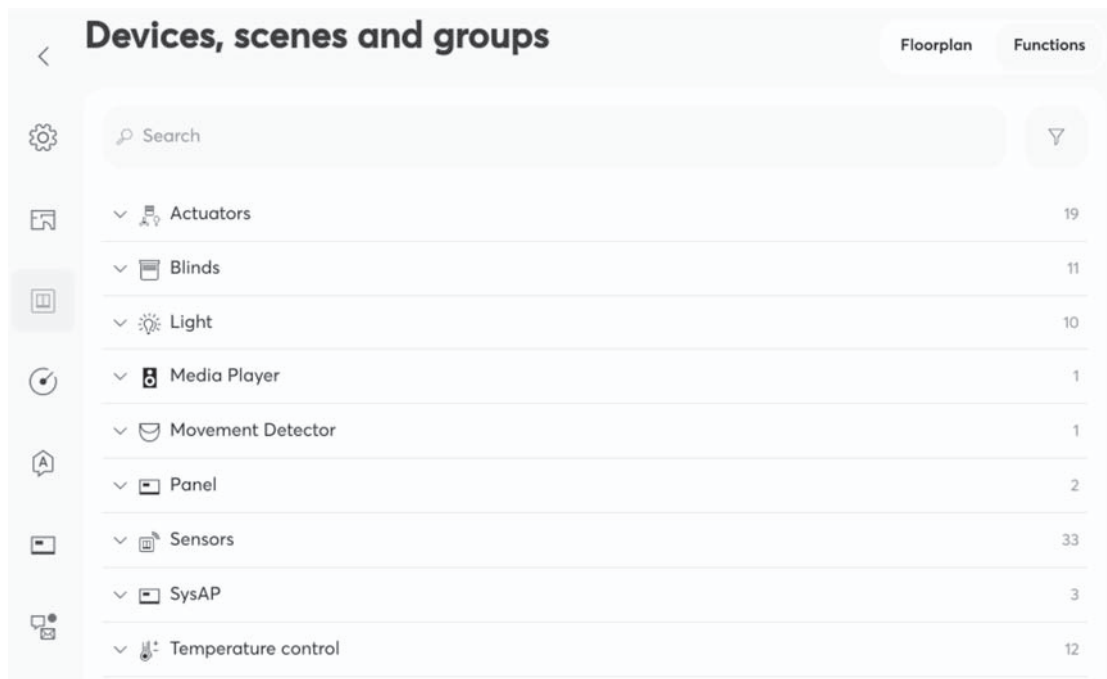 Devices, scenes and groups
Floorplan Functions
Search
Actuators 19
Blinds 11
Light 10
Media Player 1
Movement Detector 1
Panel 2
Sensors 33
SysAP 3
Temperature control 12